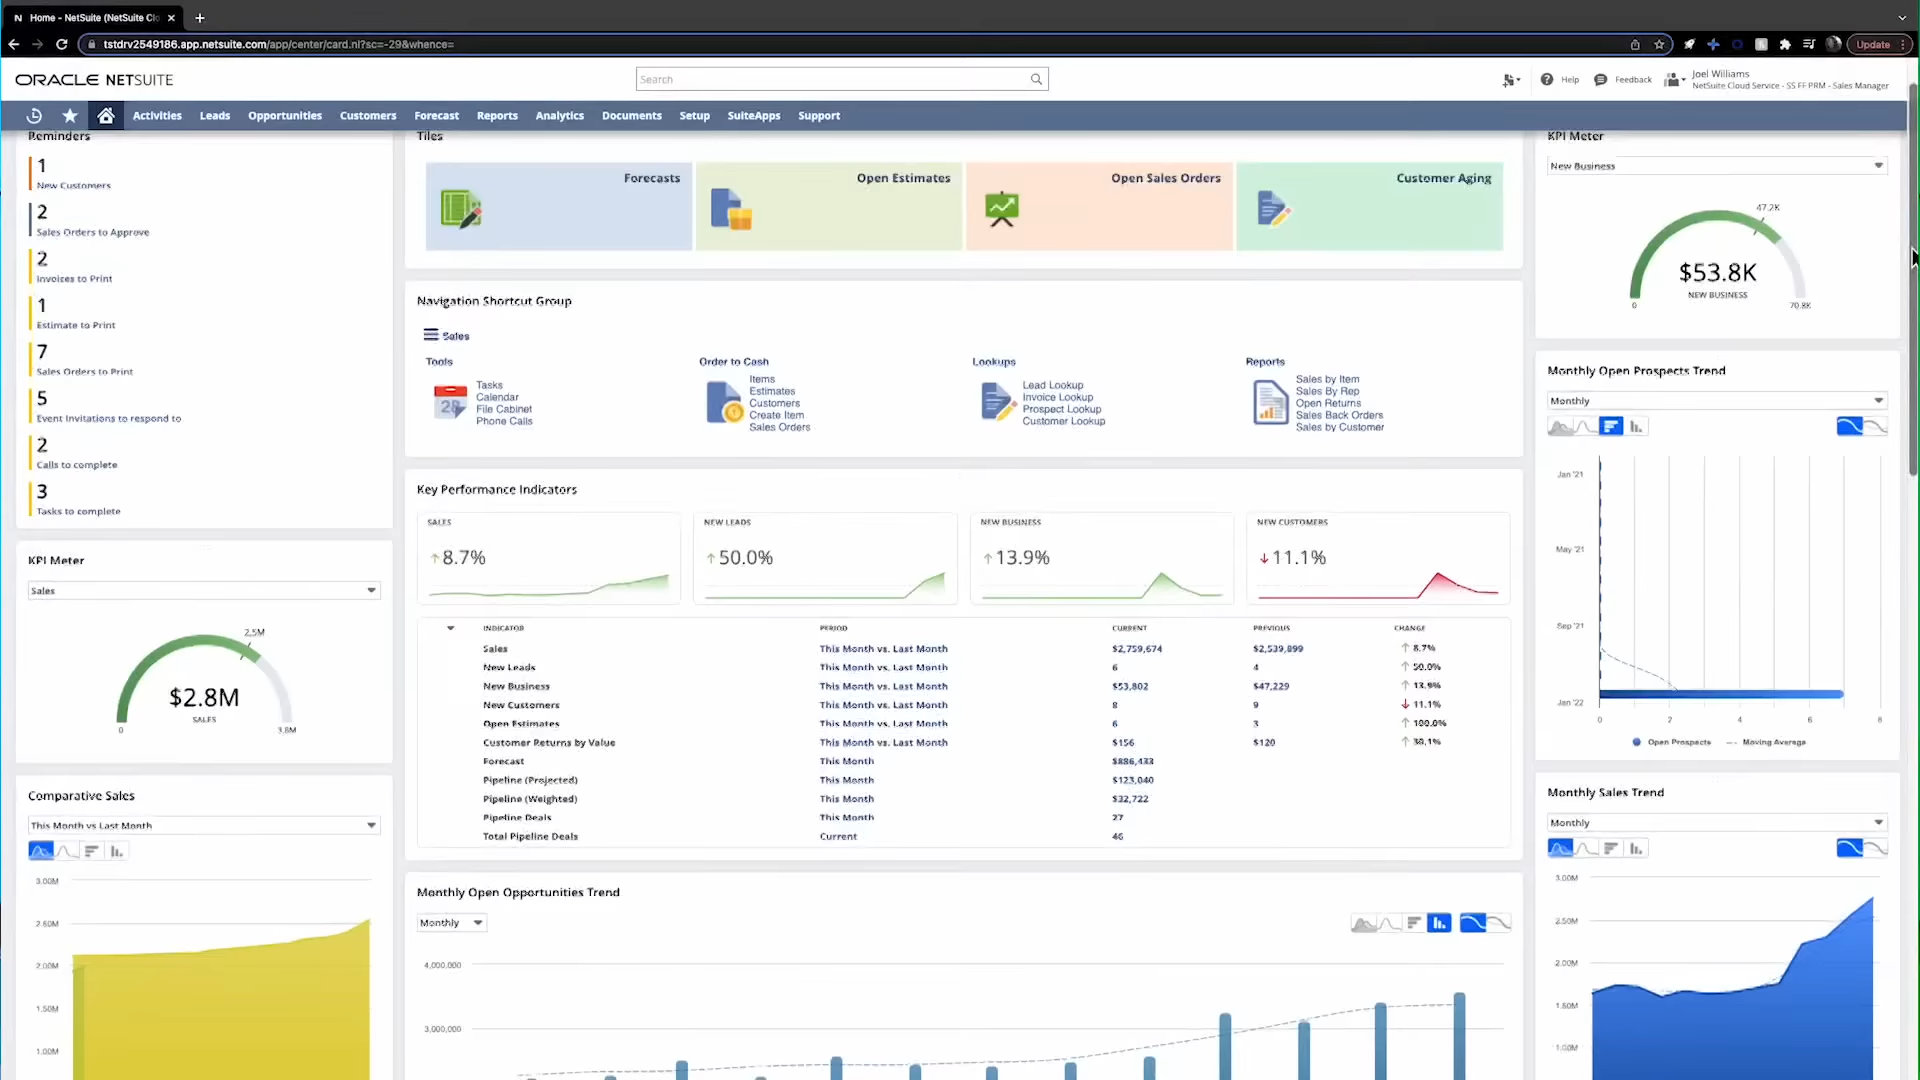 Home - NetSuite (NetSuite Clo
tstdrv2549186.app.netsuite.com/app/center/card.nl?sc=-29&whence=
Update
ORACLE NETSUITE
Search
Help
Feedback
Joel Williams
NetSuite Cloud Service - SS FF PRM - Sales Manager
Activities
Leads
Opportunities
Customers
Forecast
Reports
Analytics
Documents
Setup
SuiteApps
Support
Reminders
1
New Customers
2
Sales Orders to Approve
2
Invoices to Print
1
Estimate to Print
7
Sales Orders to Print
5
Event Invitations to respond to
2
Calls to complete
3
Tasks to complete
KPI Meter
Sales
2.5M
$2.8M
SALES
0
3.8M
Comparative Sales
This Month vs Last Month
3.00M
2.50M
2.00M
1.50M
1.00M
Tiles
Forecasts
Open Estimates
Open Sales Orders
Customer Aging
Navigation Shortcut Group
Sales
Tools
28
Tasks
Calendar
File Cabinet
Phone Calls
Order to Cash
Items
Estimates
Customers
Create Item
Sales Orders
Lookups
Lead Lookup
Invoice Lookup
Prospect Lookup
Customer Lookup
Reports
Sales by Item
Sales By Rep
Open Returns
Sales Back Orders
Sales by Customer
Key Performance Indicators
SALES
8.7%
NEW LEADS
50.0%
NEW BUSINESS
13.9%
NEW CUSTOMERS
11.1%
INDICATOR PERIOD CURRENT PREVIOUS CHANGE
Sales This Month vs. Last Month $2,759,674 $2,539,899 8.7%
New Leads This Month vs. Last Month 6 4 50.0%
New Business This Month vs. Last Month $53,802 $47,229 13.9%
New Customers This Month vs. Last Month 8 9 11.1%
Open Estimates This Month vs. Last Month 6 3 100.0%
Customer Returns by Value This Month vs. Last Month $156 $120 30.1%
Forecast This Month $886,433
Pipeline (Projected) This Month $123,040
Pipeline (Weighted) This Month $32,722
Pipeline Deals This Month 27
Total Pipeline Deals Current 46
Monthly Open Opportunities Trend
Monthly
4,000,000
3,000,000
KPI Meter
New Business
47.2K
$53.8K
NEW BUSINESS
0
70.8K
Monthly Open Prospects Trend
Monthly
Jan '21
May '21
Sep '21
Jan '22
0 2 4 6 8
Open Prospects
Moving Average
Monthly Sales Trend
Monthly
3.00M
2.50M
2.00M
1.50M
1.00M